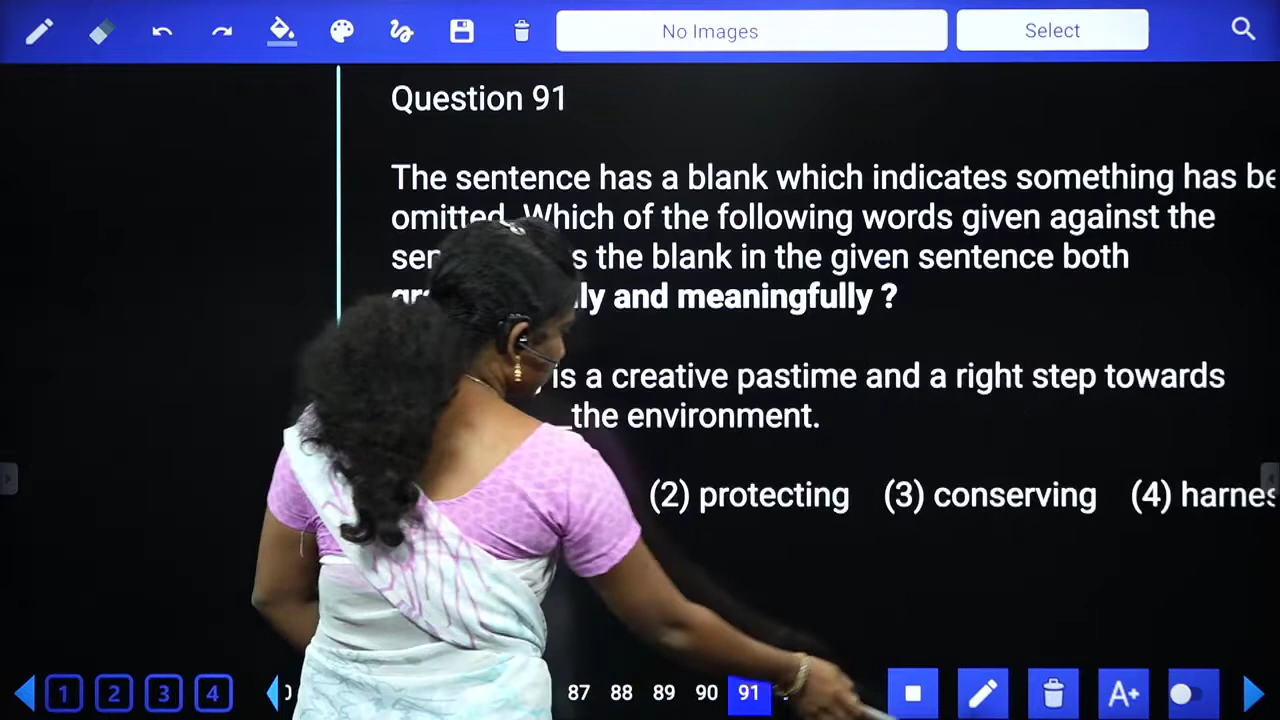 No Images
Select
Question 91
The sentence has a blank which indicates something has be
omitted. Which of the following words given against the
s the blank in the given sentence both
ly and meaningfully ?
is a creative pastime and a right step towards
_the environment.
(2) protecting (3) conserving (4) harnes
1 2 3 4 87 88 89 90 91
A+